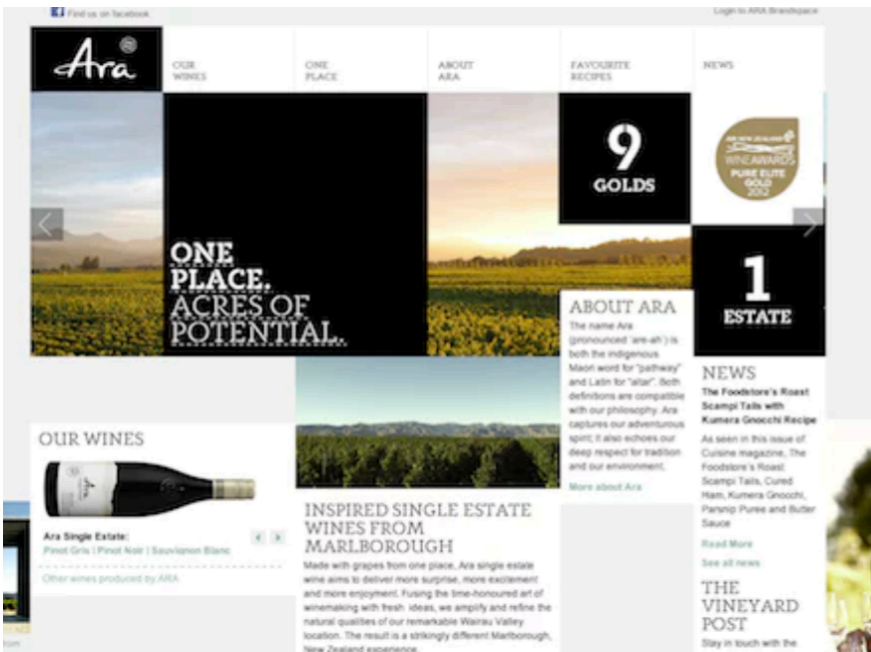 Find us on facebook
Login to ARA Brandspace
Ara
OUR
WINES
ONE
PLACE
ABOUT
ARA
FAVOURITE
RECIPES
NEWS
ONE
PLACE.
ACRES OF
POTENTIAL.
9
GOLDS
AIR NEW ZEALAND
WINE AWARDS
PURE ELITE
GOLD
2012
1
ESTATE
OUR WINES
Ara
Ara Single Estate:
Pinot Gris | Pinot Noir | Sauvignon Blanc
Other wines produced by ARA
INSPIRED SINGLE ESTATE
WINES FROM
MARLBOROUGH
Made with grapes from one place, Ara single estate
wine aims to deliver more surprise, more excitement
and more enjoyment. Fusing the time-honoured art of
winemaking with fresh ideas, we amplify and refine the
natural qualities of our remarkable Wairau Valley
location. The result is a strikingly different Marlborough,
New Zealand experience.
ABOUT ARA
The name Ara
(pronounced 'are-ah') is
both the indigenous
Maori word for "pathway"
and Latin for "altar". Both
definitions are compatible
with our philosophy. Ara
captures our adventurous
spirit; it also echoes our
deep respect for tradition
and our environment.
More about Ara
NEWS
The Foodstore's Roast
Scampi Tails with
Kumera Gnocchi Recipe
As seen in this issue of
Cuisine magazine, The
Foodstore's Roast
Scampi Tails, Cured
Ham, Kumera Gnocchi,
Parsnip Puree and Butter
Sauce
Read More
See all news
THE
VINEYARD
POST
Stay in touch with the